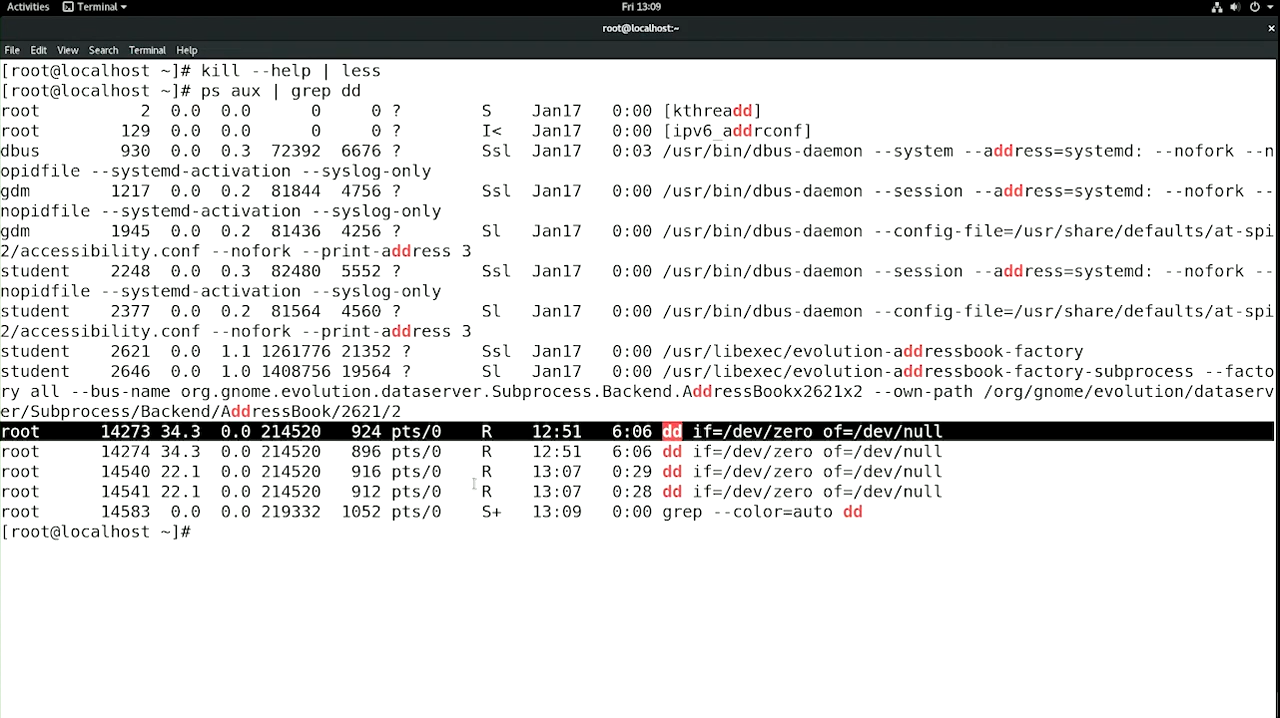 Activities Terminal Fri 13:09
root@localhost:~ ×
File Edit View Search Terminal Help
[root@localhost ~]# kill --help | less
[root@localhost ~]# ps aux | grep dd
root 2 0.0 0.0 0 0 ? S Jan17 0:00 [kthreadd]
root 129 0.0 0.0 0 0 ? I< Jan17 0:00 [ipv6_addrconf]
dbus 930 0.0 0.3 72392 6676 ? Ssl Jan17 0:03 /usr/bin/dbus-daemon --system --address=systemd: --nofork --n
opidfile --systemd-activation --syslog-only
gdm 1217 0.0 0.2 81844 4756 ? Ssl Jan17 0:00 /usr/bin/dbus-daemon --session --address=systemd: --nofork --
nopidfile --systemd-activation --syslog-only
gdm 1945 0.0 0.2 81436 4256 ? Sl Jan17 0:00 /usr/bin/dbus-daemon --config-file=/usr/share/defaults/at-spi
2/accessibility.conf --nofork --print-address 3
student 2248 0.0 0.3 82480 5552 ? Ssl Jan17 0:00 /usr/bin/dbus-daemon --session --address=systemd: --nofork --
nopidfile --systemd-activation --syslog-only
student 2377 0.0 0.2 81564 4560 ? Sl Jan17 0:00 /usr/bin/dbus-daemon --config-file=/usr/share/defaults/at-spi
2/accessibility.conf --nofork --print-address 3
student 2621 0.0 1.1 1261776 21352 ? Ssl Jan17 0:00 /usr/libexec/evolution-addressbook-factory
student 2646 0.0 1.0 1408756 19564 ? Sl Jan17 0:00 /usr/libexec/evolution-addressbook-factory-subprocess --facto
ry all --bus-name org.gnome.evolution.dataserver.Subprocess.Backend.AddressBookx2621x2 --own-path /org/gnome/evolution/dataserv
er/Subprocess/Backend/AddressBook/2621/2
root 14273 34.3 0.0 214520 924 pts/0 R 12:51 6:06 dd if=/dev/zero of=/dev/null
root 14274 34.3 0.0 214520 896 pts/0 R 12:51 6:06 dd if=/dev/zero of=/dev/null
root 14540 22.1 0.0 214520 916 pts/0 R 13:07 0:29 dd if=/dev/zero of=/dev/null
root 14541 22.1 0.0 214520 912 pts/0 R 13:07 0:28 dd if=/dev/zero of=/dev/null
root 14583 0.0 0.0 219332 1052 pts/0 S+ 13:09 0:00 grep --color=auto dd
[root@localhost ~]#